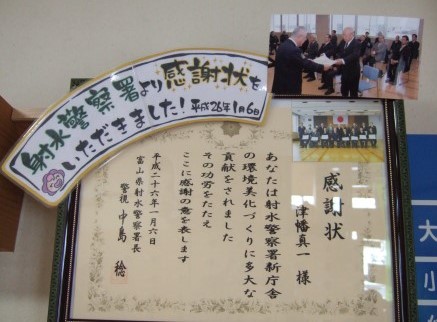 射水警察署より感謝状を
いただきました！平成26年1月6日
感謝状
津幡真一 様
あなたは射水警察署新庁舎
の環境美化づくりに多大な
貢献をされました
その功労をたたえ
ここに感謝の意を表します
平成二十六年一月六日
富山県射水警察署長
警視 中島 稔
大
小